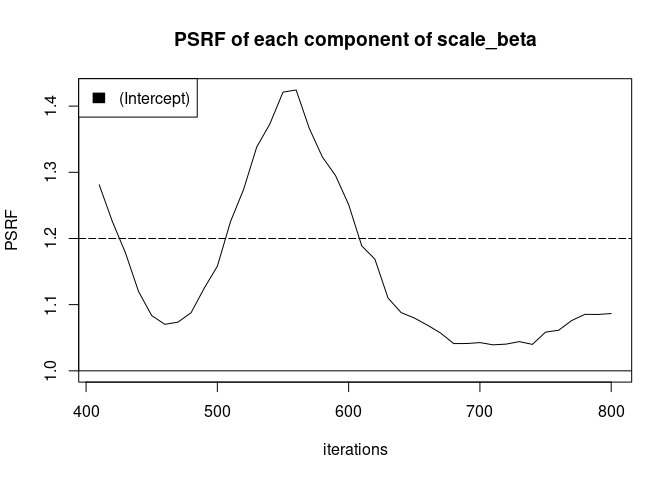 PSRF of each component of scale_beta
(Intercept)
PSRF
1.4
1.3
1.2
1.1
1.0
400 500 600 700 800
iterations